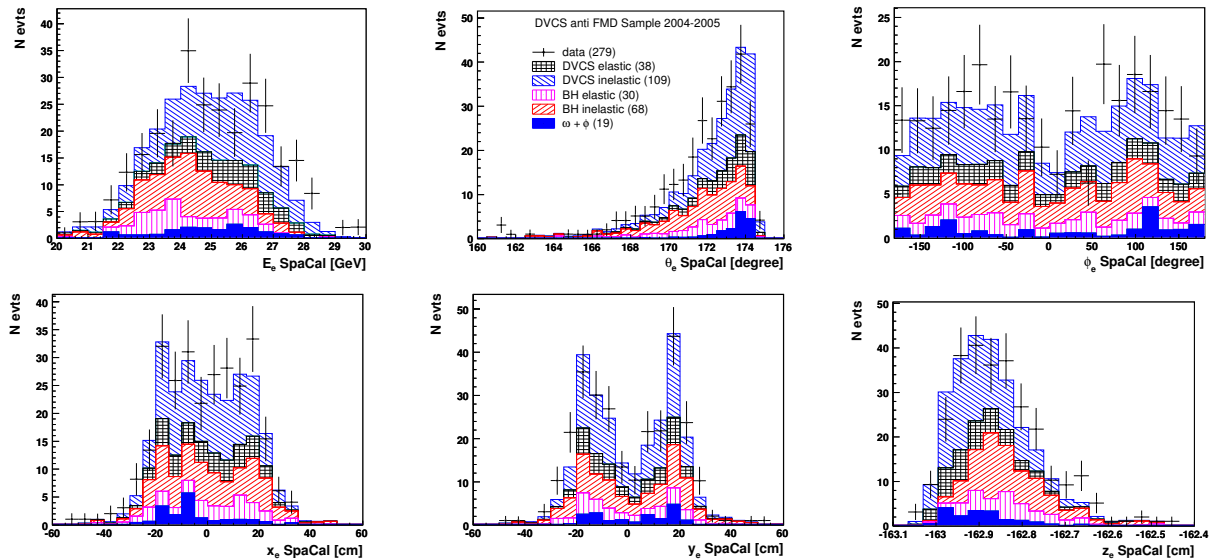 N evts
40
35
30
25
20
15
10
5
0
20 21 22 23 24 25 26 27 28 29 30
E_e SpaCal [GeV]
N evts
50
40
30
20
10
0
DVCS anti FMD Sample 2004-2005
data (279)
DVCS elastic (38)
DVCS inelastic (109)
BH elastic (30)
BH inelastic (68)
ω + φ (19)
160 162 164 166 168 170 172 174 176
θ_e SpaCal [degree]
N evts
25
20
15
10
5
0
-150 -100 -50 0 50 100 150
ϕ_e SpaCal [degree]
N evts
40
35
30
25
20
15
10
5
0
-60 -40 -20 0 20 40 60
x_e SpaCal [cm]
N evts
50
40
30
20
10
0
-60 -40 -20 0 20 40 60
y_e SpaCal [cm]
N evts
50
40
30
20
10
0
-163.1 -163 -162.9 -162.8 -162.7 -162.6 -162.5 -162.4
z_e SpaCal [cm]